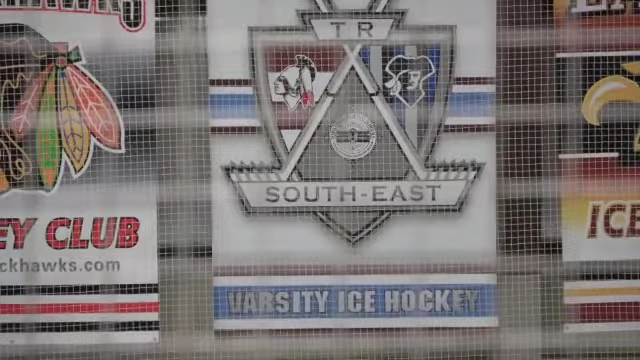 TR
SOUTH-EAST
VARSITY ICE HOCKEY
EY CLUB
ckhawks.com
ICE